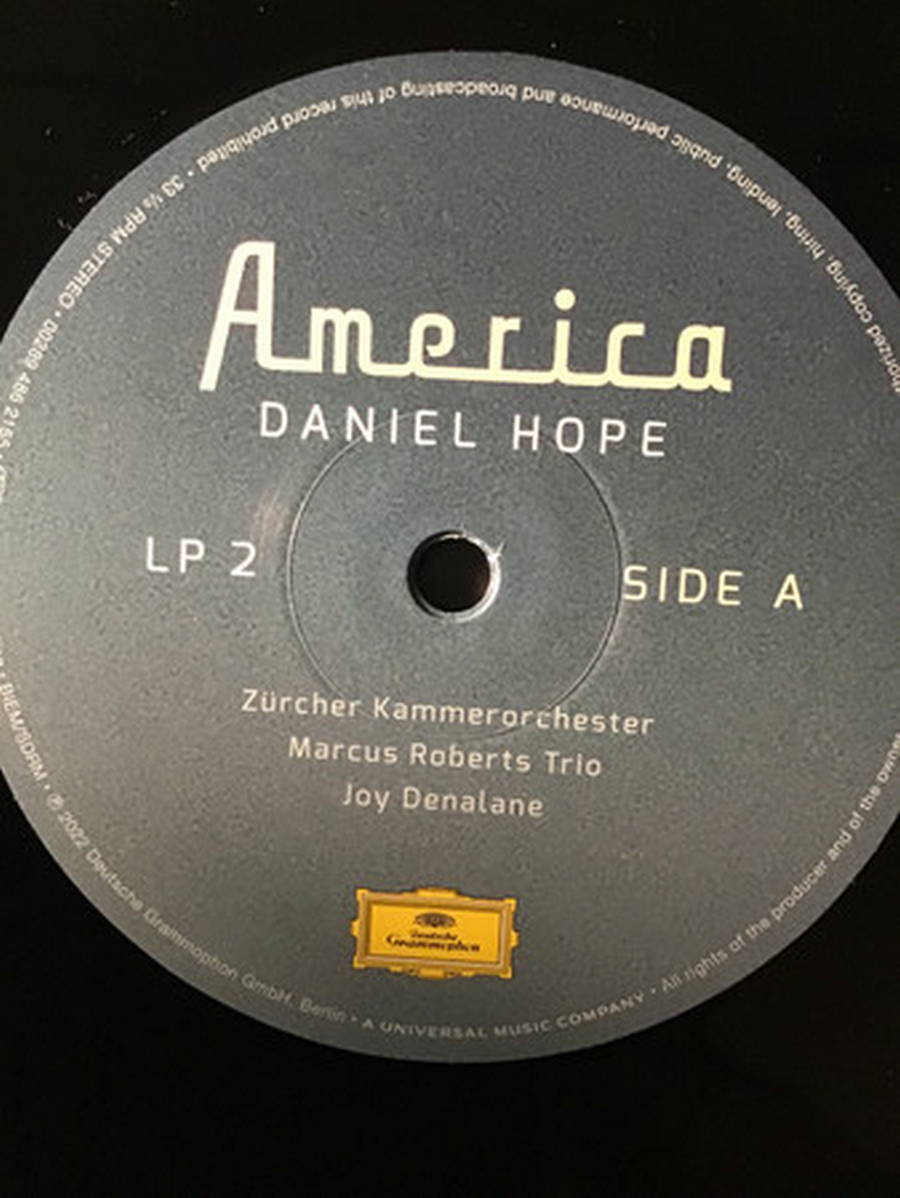 America
DANIEL HOPE
LP 2
SIDE A
Zürcher Kammerorchester
Marcus Roberts Trio
Joy Denalane
Deutsche
Grammophon
BIEM/SDRM · ℗ 2022 Deutsche Grammophon GmbH, Berlin · A UNIVERSAL MUSIC COMPANY · All rights of the producer and of the owner
copying, hiring, lending, public performance and broadcasting of this record prohibited · 33 ⅓ RPM STEREO · 00289 486